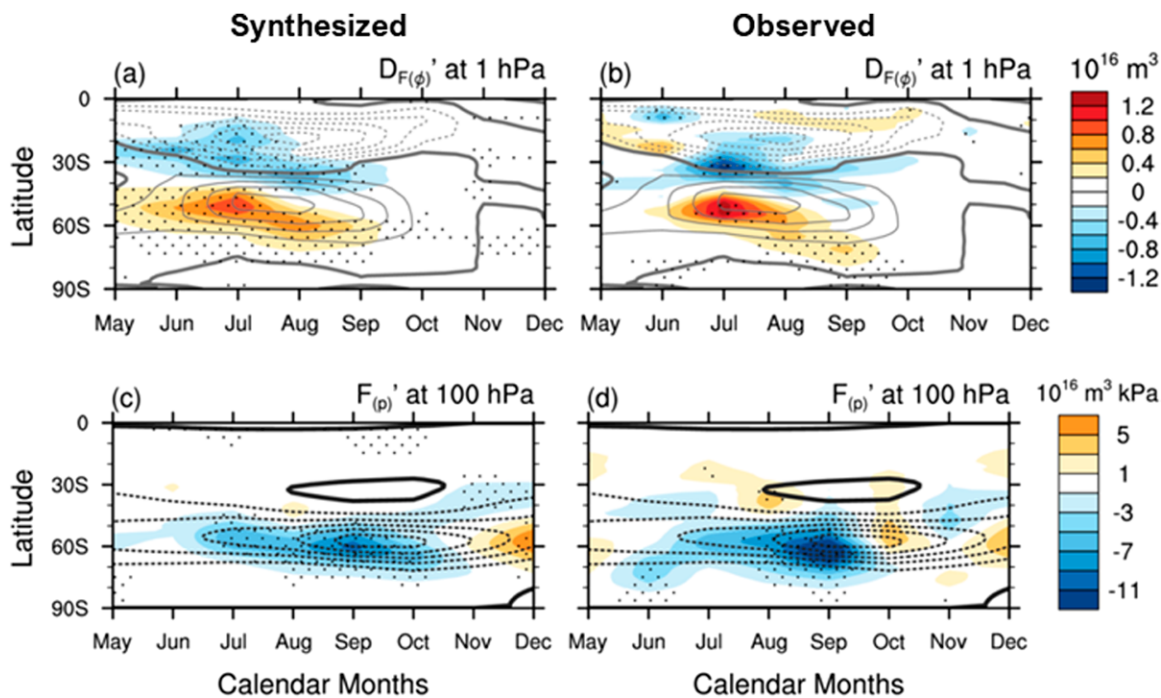 Synthesized Observed
(a) D_F(ϕ)' at 1 hPa (b) D_F(ϕ)' at 1 hPa 10¹⁶ m³
Latitude
0
30S
60S
90S
May Jun Jul Aug Sep Oct Nov Dec
May Jun Jul Aug Sep Oct Nov Dec
1.2
0.8
0.4
0
-0.4
-0.8
-1.2
(c) F_(p)' at 100 hPa (d) F_(p)' at 100 hPa 10¹⁶ m³ kPa
Latitude
0
30S
60S
90S
May Jun Jul Aug Sep Oct Nov Dec
May Jun Jul Aug Sep Oct Nov Dec
5
1
-3
-7
-11
Calendar Months Calendar Months